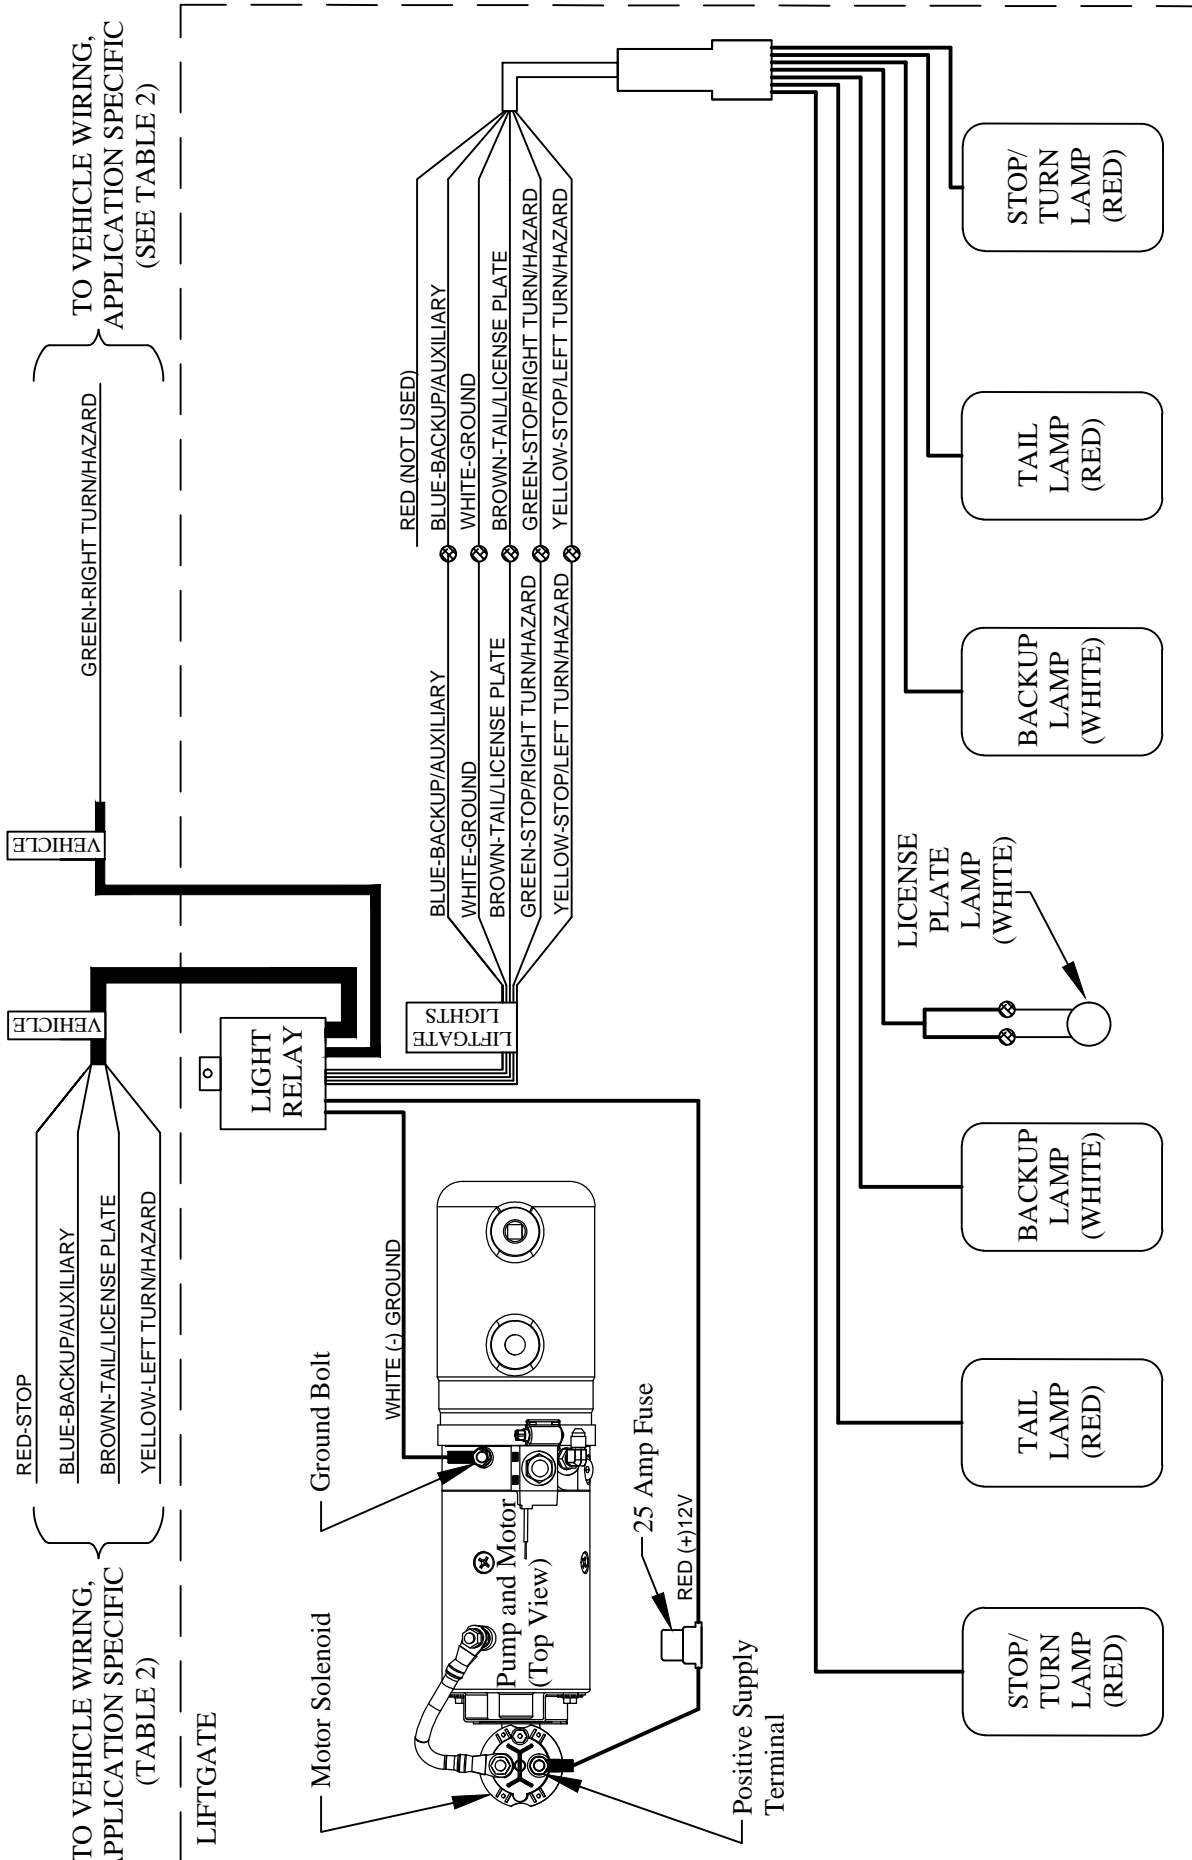 TO VEHICLE WIRING,
APPLICATION SPECIFIC
(TABLE 2)
RED-STOP
BLUE-BACKUP/AUXILIARY
BROWN-TAIL/LICENSE PLATE
YELLOW-LEFT TURN/HAZARD
VEHICLE
VEHICLE
GREEN-RIGHT TURN/HAZARD
TO VEHICLE WIRING,
APPLICATION SPECIFIC
(SEE TABLE 2)
LIFTGATE
Motor Solenoid
Ground Bolt
WHITE (-) GROUND
LIGHT
RELAY
LIFTGATE
LIGHTS
BLUE-BACKUP/AUXILIARY
WHITE-GROUND
BROWN-TAIL/LICENSE PLATE
GREEN-STOP/RIGHT TURN/HAZARD
YELLOW-STOP/LEFT TURN/HAZARD
RED (NOT USED)
BLUE-BACKUP/AUXILIARY
WHITE-GROUND
BROWN-TAIL/LICENSE PLATE
GREEN-STOP/RIGHT TURN/HAZARD
YELLOW-STOP/LEFT TURN/HAZARD
Pump and Motor
(Top View)
25 Amp Fuse
RED (+)12V
Positive Supply
Terminal
STOP/
TURN
LAMP
(RED)
TAIL
LAMP
(RED)
BACKUP
LAMP
(WHITE)
LICENSE
PLATE
LAMP
(WHITE)
BACKUP
LAMP
(WHITE)
TAIL
LAMP
(RED)
STOP/
TURN
LAMP
(RED)